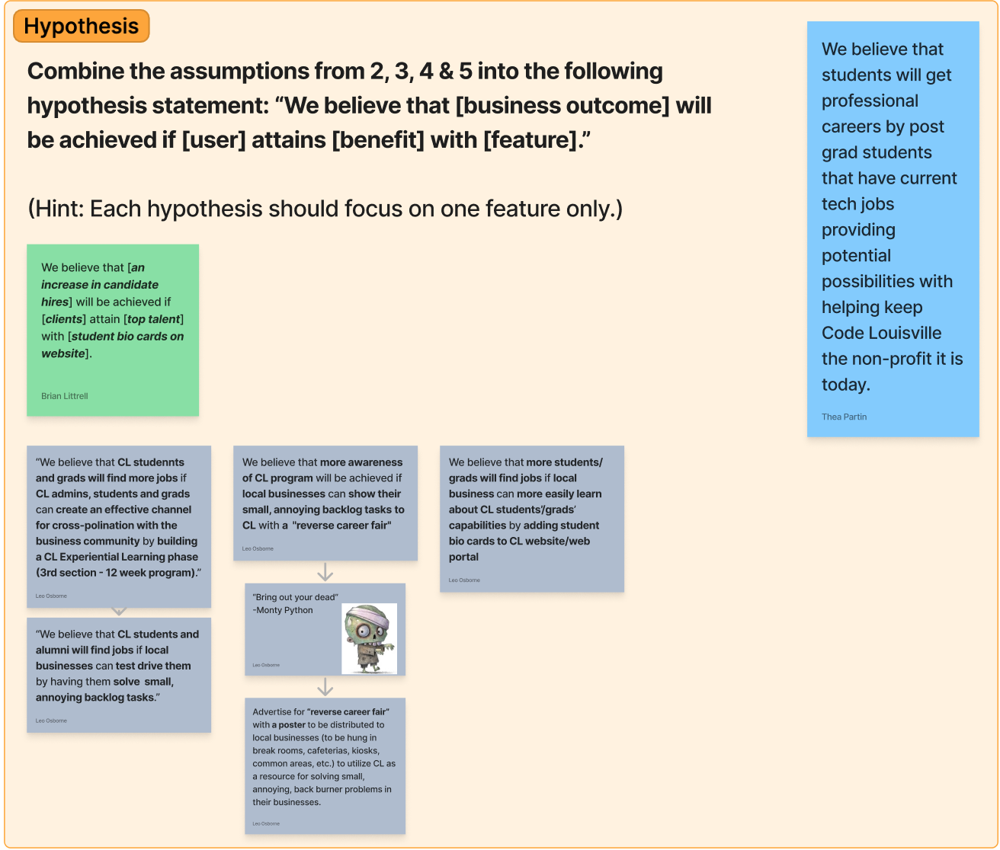 Hypothesis
Combine the assumptions from 2, 3, 4 & 5 into the following
hypothesis statement: “We believe that [business outcome] will
be achieved if [user] attains [benefit] with [feature].”
(Hint: Each hypothesis should focus on one feature only.)
We believe that
students will get
professional
careers by post
grad students
that have current
tech jobs
providing
potential
possibilities with
helping keep
Code Louisville
the non-profit it is
today.
Thea Partin
We believe that [an
increase in candidate
hires] will be achieved if
[clients] attain [top talent]
with [student bio cards on
website].
Brian Littrell
“We believe that CL studennts
and grads will find more jobs if
CL admins, students and grads
can create an effective channel
for cross-polination with the
business community by building
a CL Experiential Learning phase
(3rd section - 12 week program).”
Leo Osborne
“We believe that CL students and
alumni will find jobs if local
businesses can test drive them
by having them solve small,
annoying backlog tasks.”
Leo Osborne
We believe that more awareness
of CL program will be achieved if
local businesses can show their
small, annoying backlog tasks to
CL with a "reverse career fair"
Leo Osborne
“Bring out your dead”
-Monty Python
Leo Osborne
Advertise for “reverse career fair”
with a poster to be distributed to
local businesses (to be hung in
break rooms, cafeterias, kiosks,
common areas, etc.) to utilize CL as
a resource for solving small,
annoying, back burner problems in
their businesses.
Leo Osborne
We believe that more students/
grads will find jobs if local
business can more easily learn
about CL students’/grads’
capabilities by adding student
bio cards to CL website/web
portal
Leo Osborne